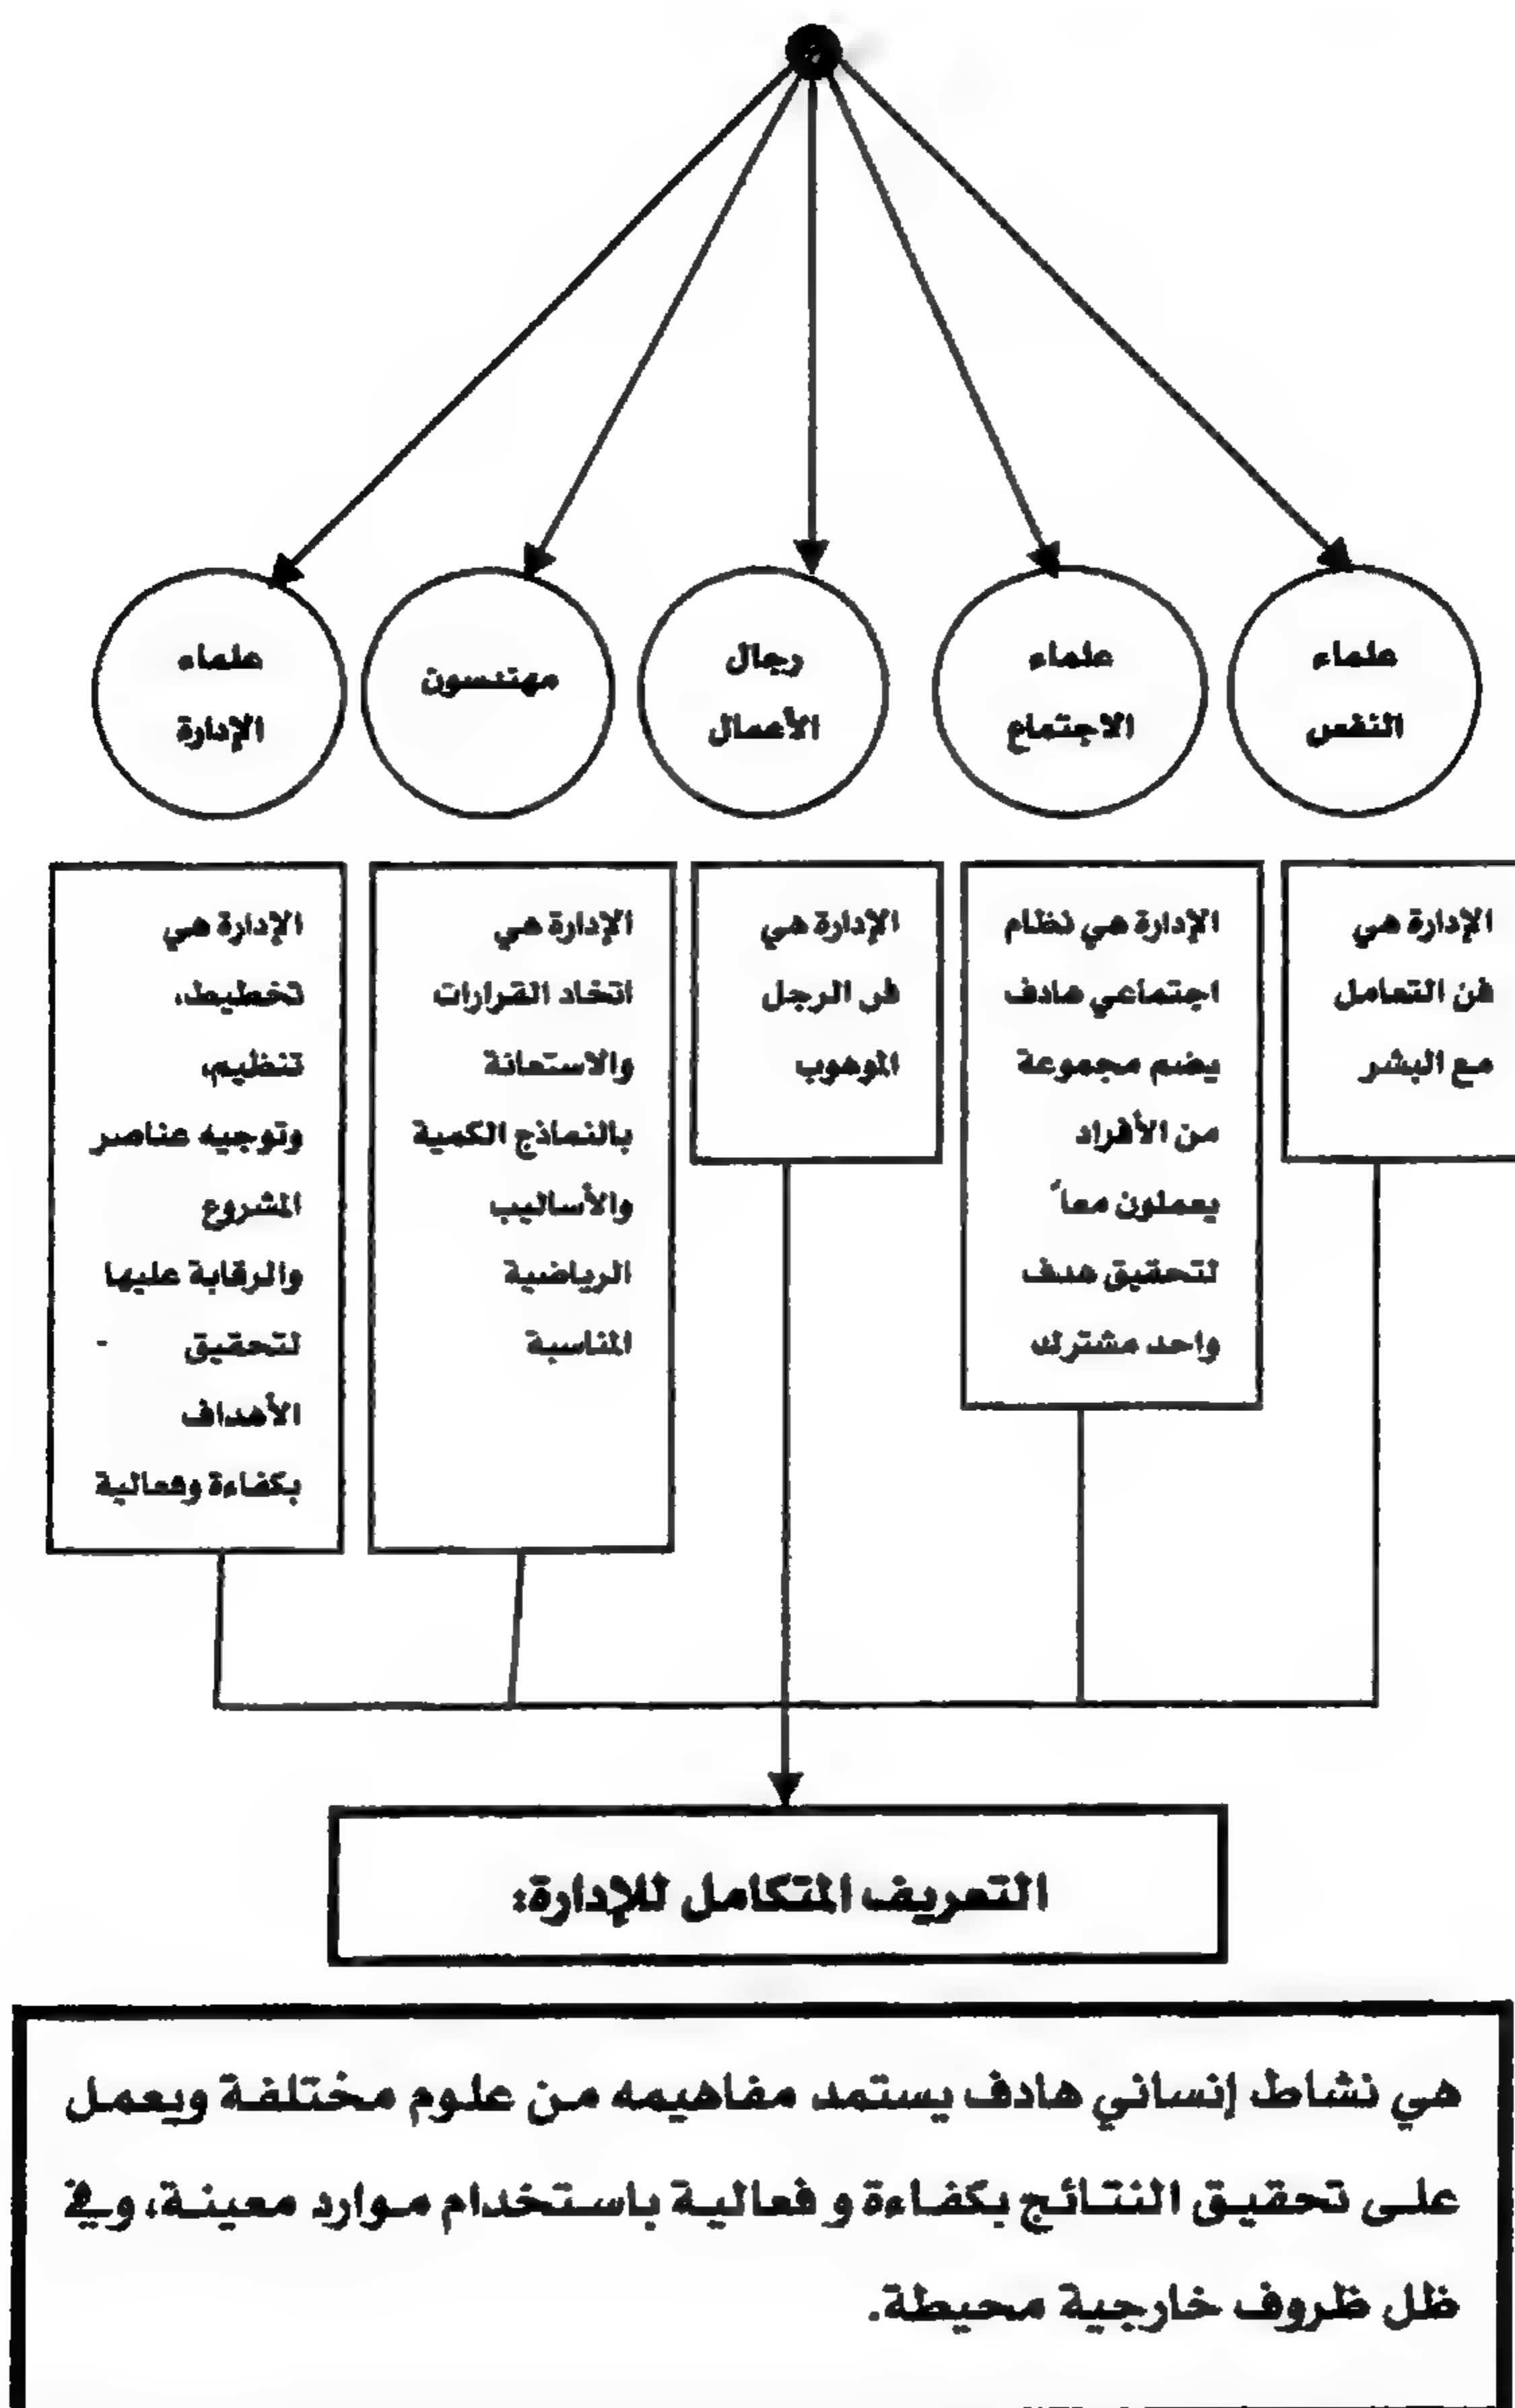 علماء
النفس
علماء
الاجتماع
رجال
الأعمال
مهندسون
علماء
الإدارة
الإدارة هي
فن التعامل
مع البشر
الإدارة هي نظام
اجتماعي هادف
يضم مجموعة
من الأفراد
يعملون معاً
لتحقيق هدف
واحد مشترك
الإدارة هي
فن الرجل
الموهوب
الإدارة هي
اتخاد القرارات
والاستعانة
بالنماذج الكمية
والأساليب
الرياضية
المناسبة
الإدارة هي
تخطيط،
تنظيم،
وتوجيه عناصر
المشروع
والرقابة عليها
لتحقيق -
الأهداف
بكفاءة وفعالية
التعريف المتكامل للإدارة:
هي نشاط إنساني هادف يستمد مفاهيمه من علوم مختلفة ويعمل
على تحقيق النتائج بكفاءة و فعالية باستخدام موارد معينة، وفي
ظل ظروف خارجية محيطة.